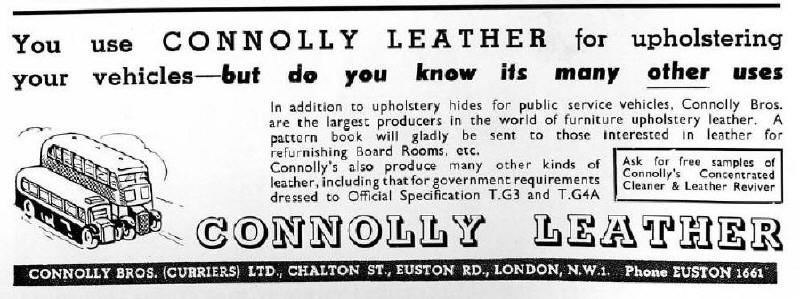 You use CONNOLLY LEATHER for upholstering
your vehicles—but do you know its many other uses
In addition to upholstery hides for public service vehicles, Connolly Bros.
are the largest producers in the world of furniture upholstery leather. A
pattern book will gladly be sent to those interested in leather for
refurnishing Board Rooms, etc.
Connolly's also produce many other kinds of
leather, including that for government requirements
dressed to Official Specification T.G3 and T.G4A
Ask for free samples of
Connolly's Concentrated
Cleaner & Leather Reviver
CONNOLLY LEATHER
CONNOLLY BROS. (CURRIERS) LTD., CHALTON ST., EUSTON RD., LONDON, N.W.1. Phone EUSTON 1661